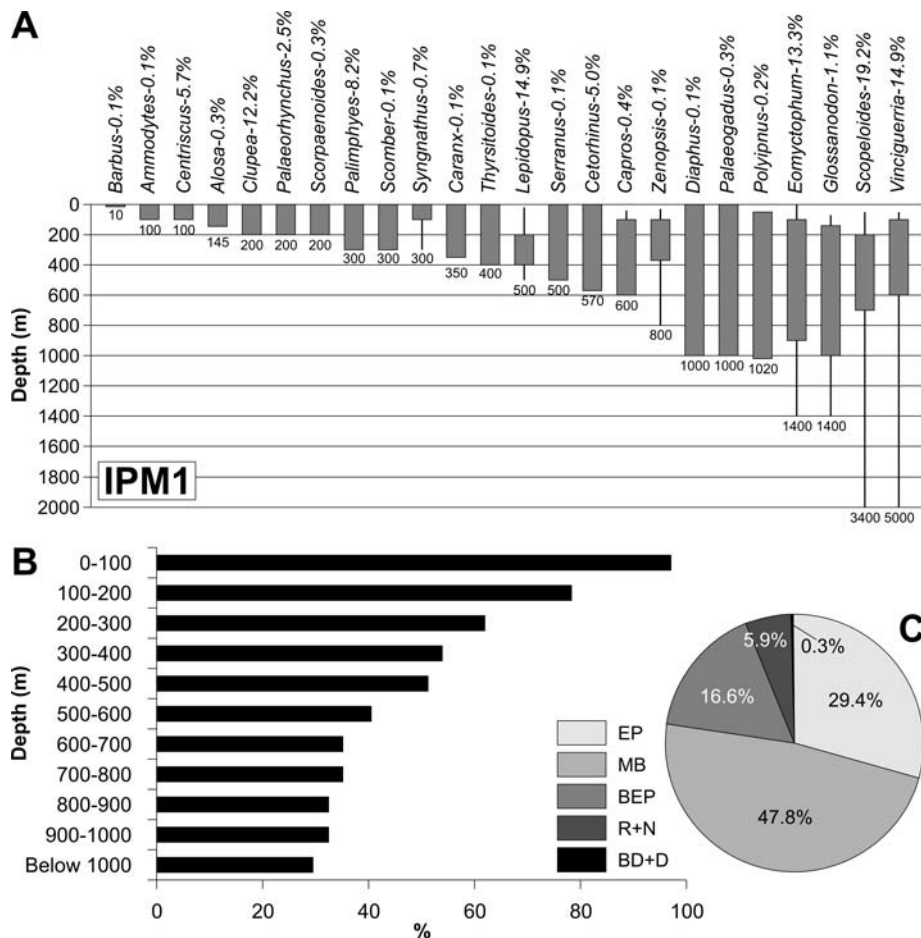 A
Barbus-0.1%
Ammodytes-0.1%
Centriscus-5.7%
Alosa-0.3%
Clupea-12.2%
Palaeorhynchus-2.5%
Scorpaenoides-0.3%
Palimphyes-8.2%
Scomber-0.1%
Syngnathus-0.7%
Caranx-0.1%
Thyrsitoides-0.1%
Lepidopus-14.9%
Serranus-0.1%
Cetorhinus-5.0%
Capros-0.4%
Zenopsis-0.1%
Diaphus-0.1%
Palaeogadus-0.3%
Polyipnus-0.2%
Eomyctophum-13.3%
Glossanodon-1.1%
Scopeloides-19.2%
Vinciguerria-14.9%
Depth (m)
0
200
400
600
800
1000
1200
1400
1600
1800
2000
10
100
100
145
200
200
200
300
300
300
350
400
500
500
570
600
800
1000
1000
1020
1400
1400
3400
5000
IPM1
B
Depth (m)
0-100
100-200
200-300
300-400
400-500
500-600
600-700
700-800
800-900
900-1000
Below 1000
0 20 40 60 80 100
%
EP
MB
BEP
R+N
BD+D
C
5.9%
0.3%
16.6%
29.4%
47.8%